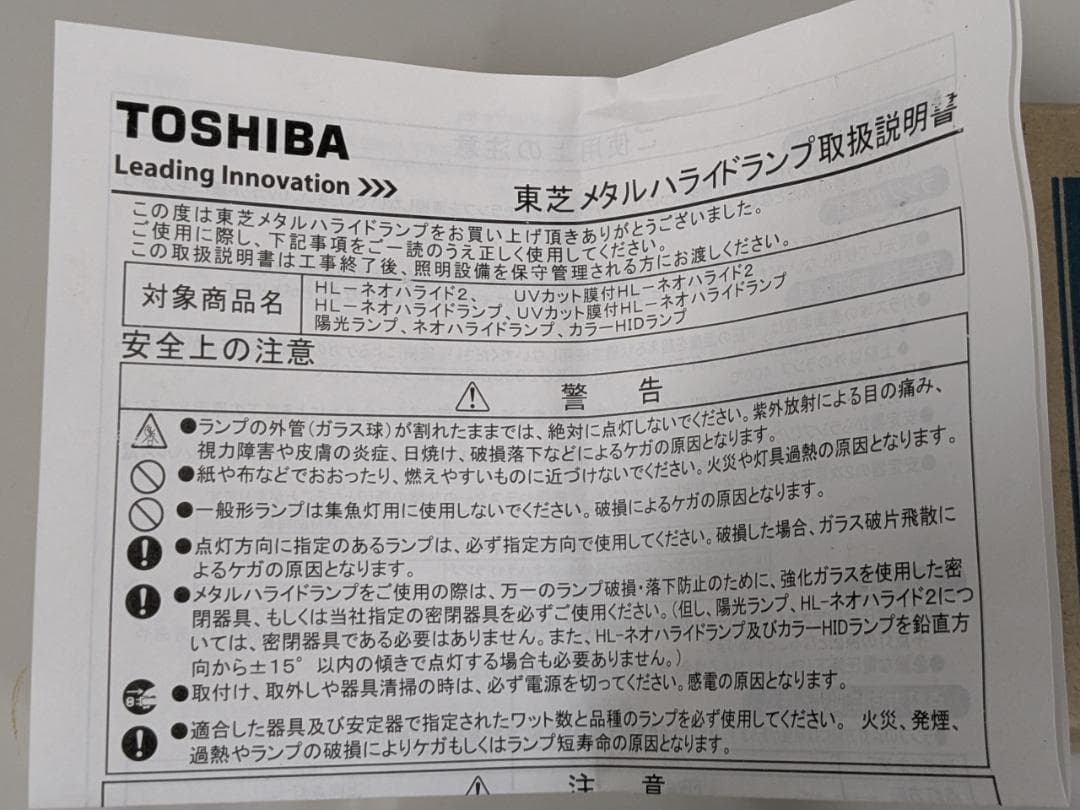 TOSHIBA
Leading Innovation >>>
東芝メタルハライドランプ取扱説明書
この度は東芝メタルハライドランプをお買い上げ頂きありがとうございました。
ご使用に際し、下記事項をご一読のうえ正しく使用してください。
この取扱説明書は工事終了後、照明設備を保守管理される方にお渡しください。
対象商品名
HL－ネオハライド2、 UVカット膜付HL－ネオハライド2
HL－ネオハライドランプ、UVカット膜付HL－ネオハライドランプ
陽光ランプ、ネオハライドランプ、カラーHIDランプ
安全上の注意
警告
●ランプの外管(ガラス球)が割れたままでは、絶対に点灯しないでください。紫外放射による目の痛み、
視力障害や皮膚の炎症、日焼け、破損落下などによるケガの原因となります。
●紙や布などでおおったり、燃えやすいものに近づけないでください。火災や灯具過熱の原因となります。
●一般形ランプは集魚灯用に使用しないでください。破損によるケガの原因となります。
●点灯方向に指定のあるランプは、必ず指定方向で使用してください。破損した場合、ガラス破片飛散に
よるケガの原因となります。
●メタルハライドランプをご使用の際は、万一のランプ破損・落下防止のために、強化ガラスを使用した密
閉器具、もしくは当社指定の密閉器具を必ずご使用ください。(但し、陽光ランプ、HL-ネオハライド2につ
いては、密閉器具である必要はありません。また、HL-ネオハライドランプ及びカラーHIDランプを鉛直方
向から±15°以内の傾きで点灯する場合も必要ありません。)
●取付け、取外しや器具清掃の時は、必ず電源を切ってください。感電の原因となります。
●適合した器具及び安定器で指定されたワット数と品種のランプを必ず使用してください。 火災、発煙、
過熱やランプの破損によりケガもしくはランプ短寿命の原因となります。
注意